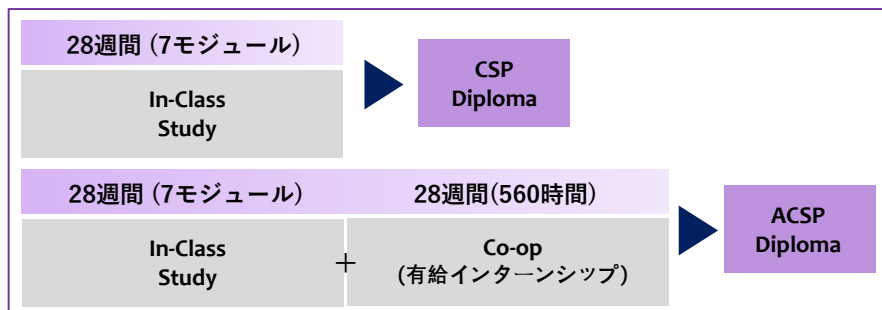 28週間 (7モジュール)
In-Class
Study
CSP
Diploma
28週間 (7モジュール)
28週間(560時間)
In-Class
Study
+
Co-op
(有給インターンシップ)
ACSP
Diploma